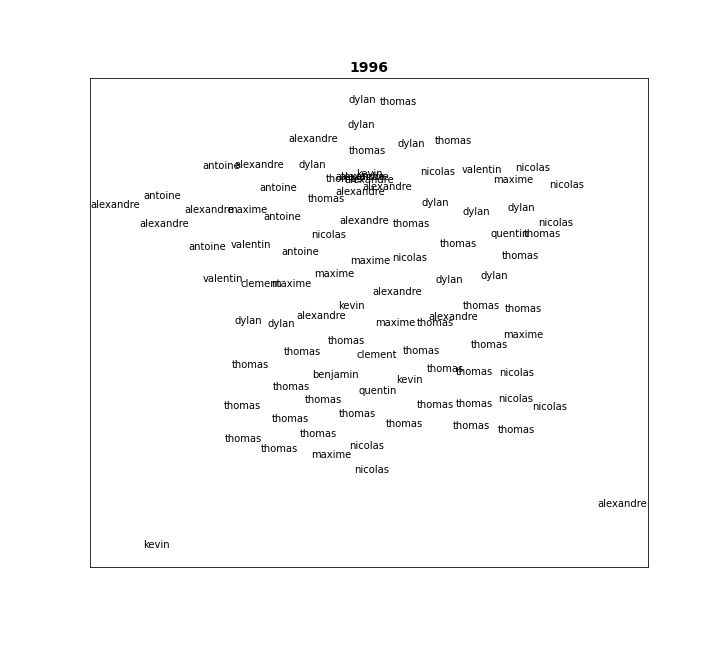 1996
dylan thomas
dylan
alexandre dylan thomas
thomas
antoine alexandre dylan nicolas valentin nicolas
kevin
thomas alexandre maxime nicolas
antoine alexandre
antoine alexandre
alexandre thomas dylan
alexandre maxime dylan dylan
alexandre antoine alexandre thomas nicolas
nicolas quentin thomas
antoine valentin thomas
antoine maxime nicolas thomas
valentin clement maxime maxime dylan dylan
alexandre
kevin thomas thomas
dylan dylan alexandre maxime thomas alexandre
thomas thomas maxime
thomas clement thomas
thomas benjamin kevin thomas thomas nicolas
thomas quentin
thomas thomas thomas thomas nicolas nicolas
thomas thomas thomas thomas thomas
thomas thomas
thomas maxime nicolas
nicolas
alexandre
kevin